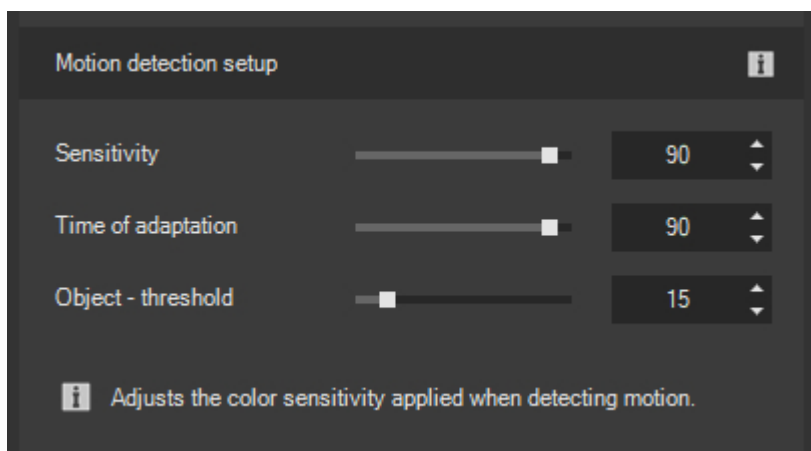 Motion detection setup
Sensitivity 90
Time of adaptation 90
Object - threshold 15
Adjusts the color sensitivity applied when detecting motion.